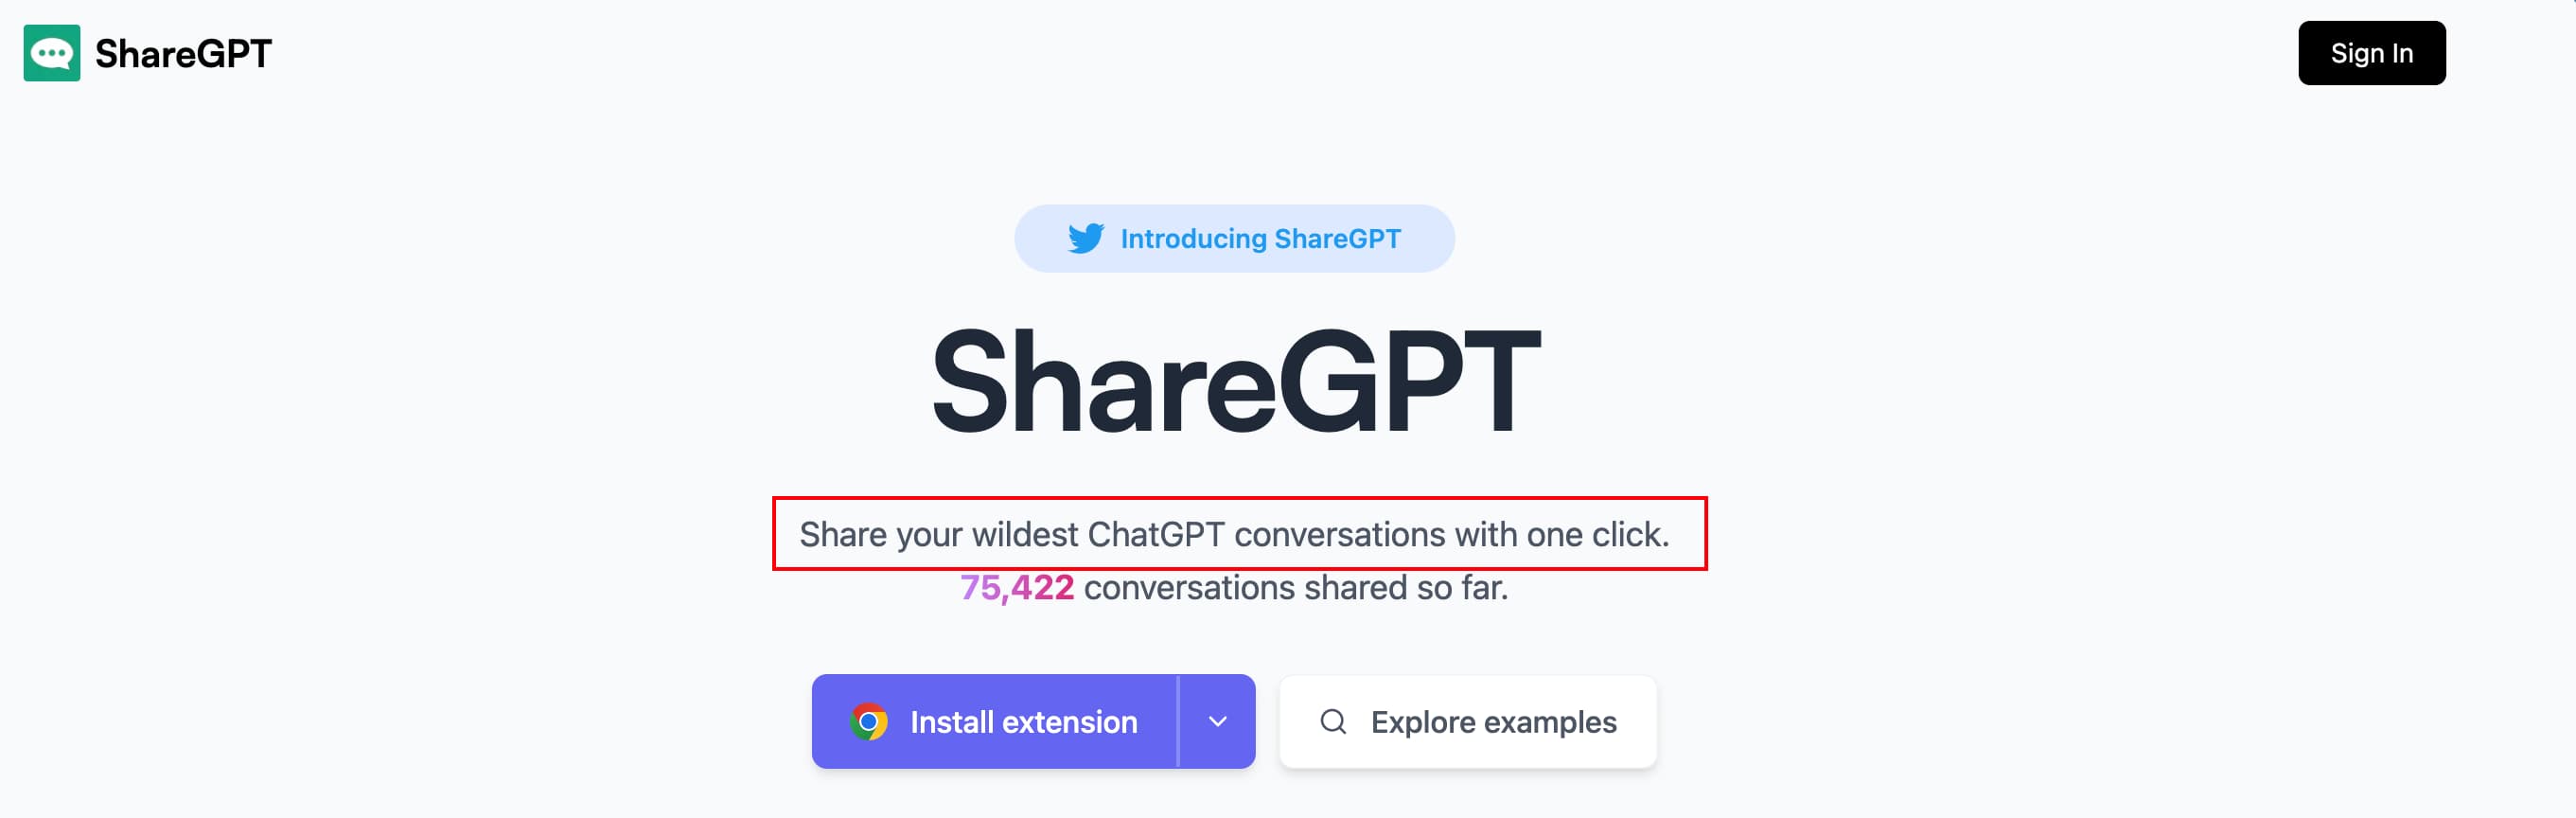 ShareGPT
Sign In
Introducing ShareGPT
ShareGPT
Share your wildest ChatGPT conversations with one click.
75,422 conversations shared so far.
Install extension
Explore examples